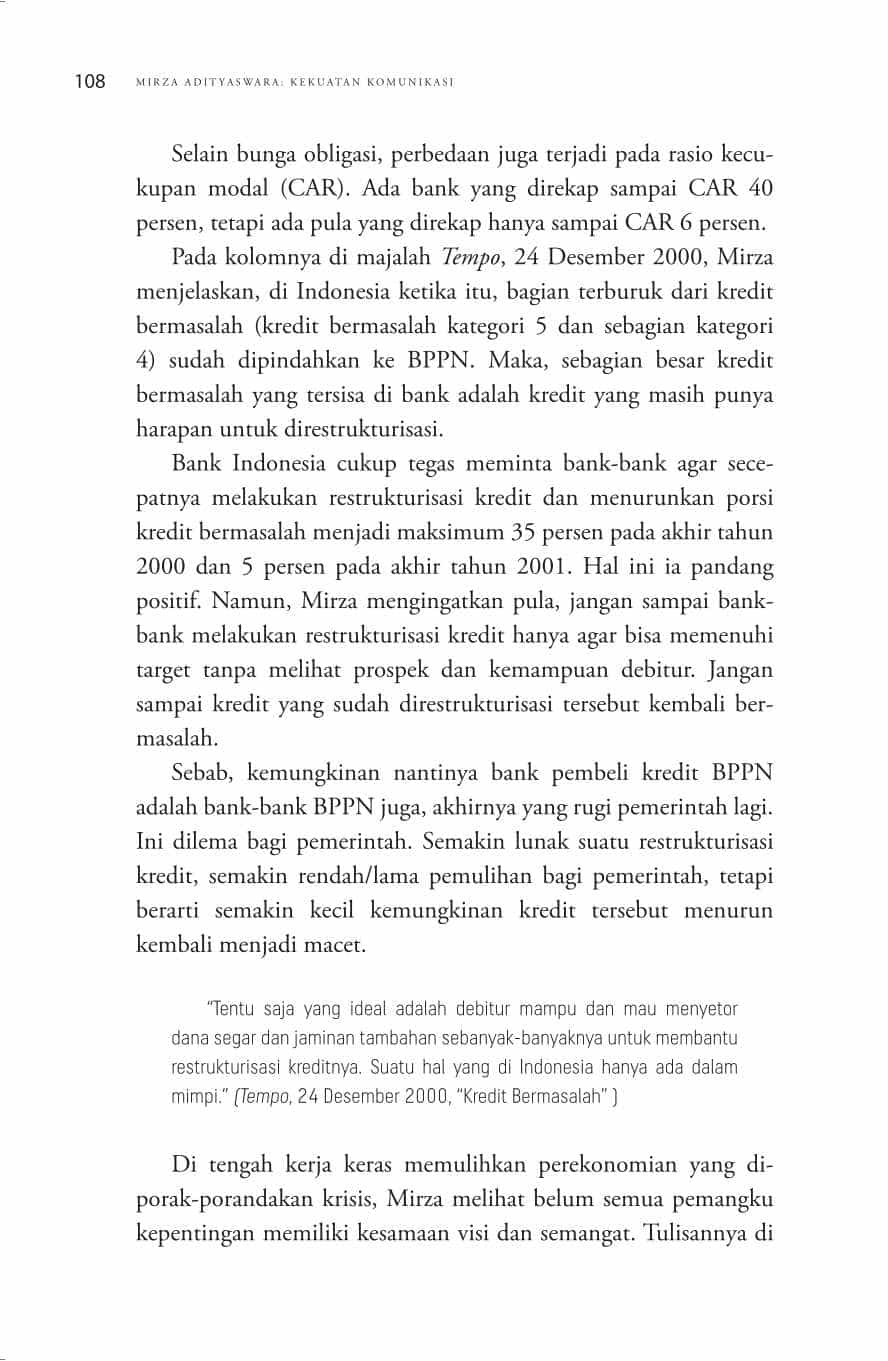 108 MIRZA ADITYASWARA: KEKUATAN KOMUNIKASI
Selain bunga obligasi, perbedaan juga terjadi pada rasio kecu-
kupan modal (CAR). Ada bank yang direkap sampai CAR 40
persen, tetapi ada pula yang direkap hanya sampai CAR 6 persen.
Pada kolomnya di majalah Tempo, 24 Desember 2000, Mirza
menjelaskan, di Indonesia ketika itu, bagian terburuk dari kredit
bermasalah (kredit bermasalah kategori 5 dan sebagian kategori
4) sudah dipindahkan ke BPPN. Maka, sebagian besar kredit
bermasalah yang tersisa di bank adalah kredit yang masih punya
harapan untuk direstrukturisasi.
Bank Indonesia cukup tegas meminta bank-bank agar sece-
patnya melakukan restrukturisasi kredit dan menurunkan porsi
kredit bermasalah menjadi maksimum 35 persen pada akhir tahun
2000 dan 5 persen pada akhir tahun 2001. Hal ini ia pandang
positif. Namun, Mirza mengingatkan pula, jangan sampai bank-
bank melakukan restrukturisasi kredit hanya agar bisa memenuhi
target tanpa melihat prospek dan kemampuan debitur. Jangan
sampai kredit yang sudah direstrukturisasi tersebut kembali ber-
masalah.
Sebab, kemungkinan nantinya bank pembeli kredit BPPN
adalah bank-bank BPPN juga, akhirnya yang rugi pemerintah lagi.
Ini dilema bagi pemerintah. Semakin lunak suatu restrukturisasi
kredit, semakin rendah/lama pemulihan bagi pemerintah, tetapi
berarti semakin kecil kemungkinan kredit tersebut menurun
kembali menjadi macet.
“Tentu saja yang ideal adalah debitur mampu dan mau menyetor
dana segar dan jaminan tambahan sebanyak-banyaknya untuk membantu
restrukturisasi kreditnya. Suatu hal yang di Indonesia hanya ada dalam
mimpi.” (Tempo, 24 Desember 2000, “Kredit Bermasalah” )
Di tengah kerja keras memulihkan perekonomian yang di-
porak-porandakan krisis, Mirza melihat belum semua pemangku
kepentingan memiliki kesamaan visi dan semangat. Tulisannya di